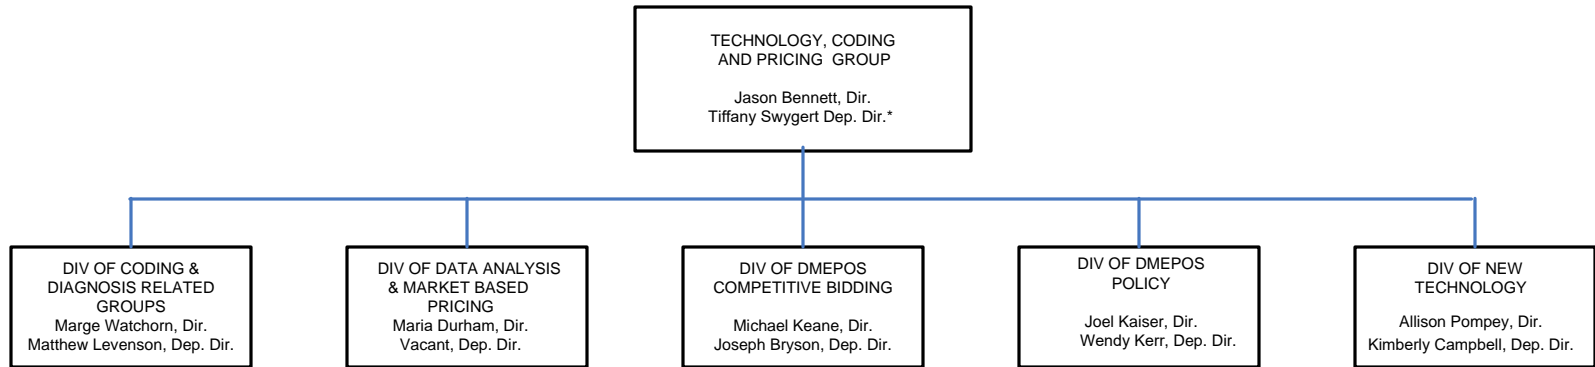 TECHNOLOGY, CODING
AND PRICING GROUP
Jason Bennett, Dir.
Tiffany Swygert Dep. Dir.*
DIV OF CODING &
DIAGNOSIS RELATED
GROUPS
Marge Watchorn, Dir.
Matthew Levenson, Dep. Dir.
DIV OF DATA ANALYSIS
& MARKET BASED
PRICING
Maria Durham, Dir.
Vacant, Dep. Dir.
DIV OF DMEPOS
COMPETITIVE BIDDING
Michael Keane, Dir.
Joseph Bryson, Dep. Dir.
DIV OF DMEPOS
POLICY
Joel Kaiser, Dir.
Wendy Kerr, Dep. Dir.
DIV OF NEW
TECHNOLOGY
Allison Pompey, Dir.
Kimberly Campbell, Dep. Dir.